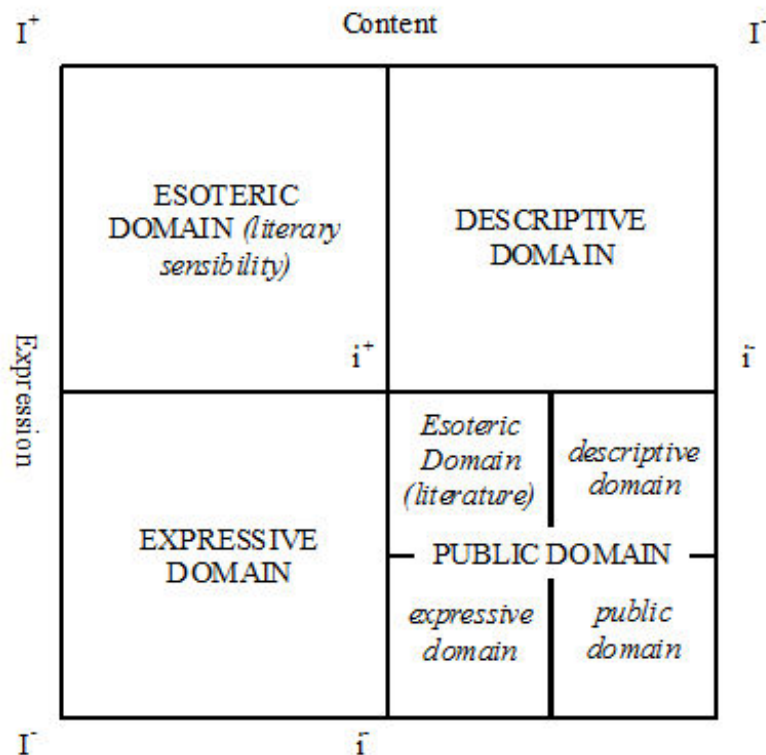 I⁺ Content I⁻
ESOTERIC
DOMAIN (literary
sensibility)
DESCRIPTIVE
DOMAIN
i⁺ i⁻
Expression
Esoteric
Domain
(literature)
descriptive
domain
EXPRESSIVE
DOMAIN
PUBLIC DOMAIN
expressive
domain
public
domain
I⁻ i⁻